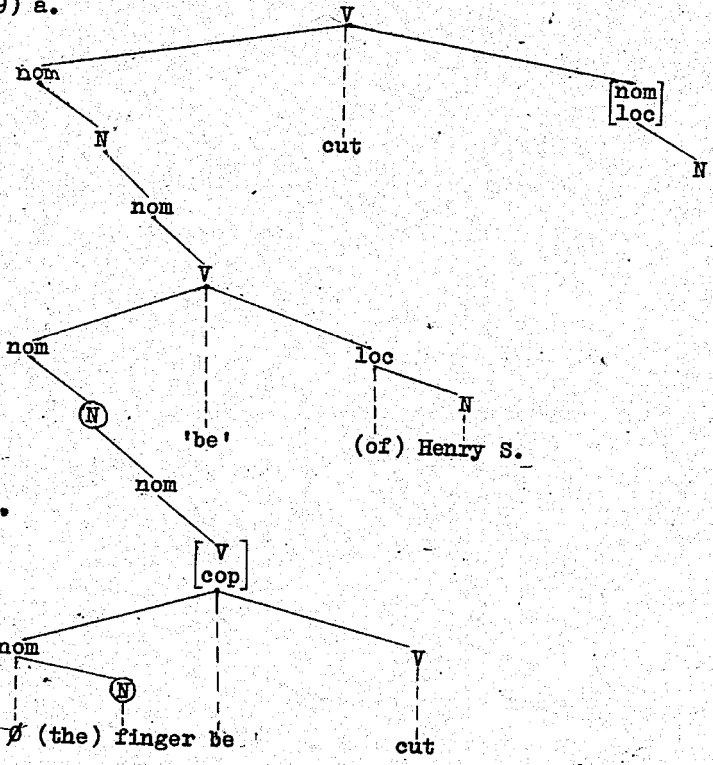 9) a.
V
nom [nom
loc]
N cut N
nom
V
nom loc
N N
'be' (of) Henry S.
nom
.
[V
cop]
nom V
N
Ø (the) finger be cut